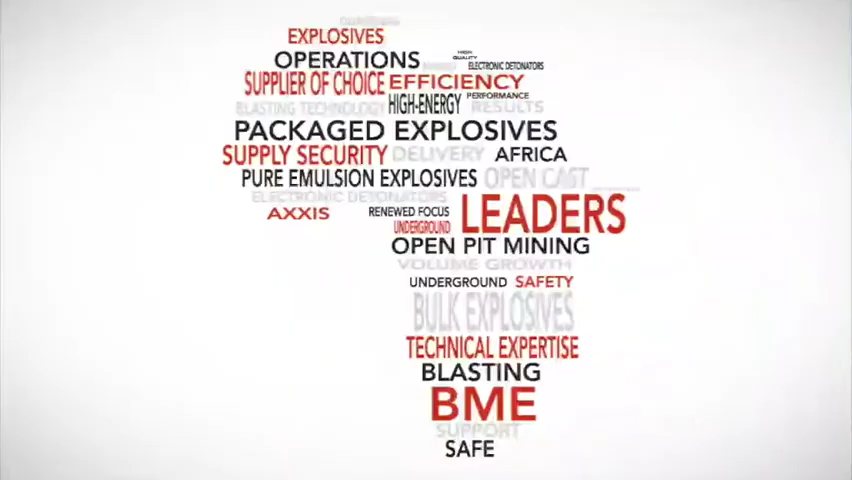 EXPLOSIVES
OPERATIONS
HIGH
QUALITY
ELECTRONIC DETONATORS
SUPPLIER OF CHOICE EFFICIENCY
PERFORMANCE
BLASTING TECHNOLOGY HIGH-ENERGY RESULTS
PACKAGED EXPLOSIVES
SUPPLY SECURITY DELIVERY AFRICA
PURE EMULSION EXPLOSIVES OPEN CAST
ELECTRONIC DETONATORS
AXXIS RENEWED FOCUS LEADERS
UNDERGROUND
OPEN PIT MINING
VOLUME GROWTH
UNDERGROUND SAFETY
BULK EXPLOSIVES
TECHNICAL EXPERTISE
BLASTING
BME
SUPPORT
SAFE